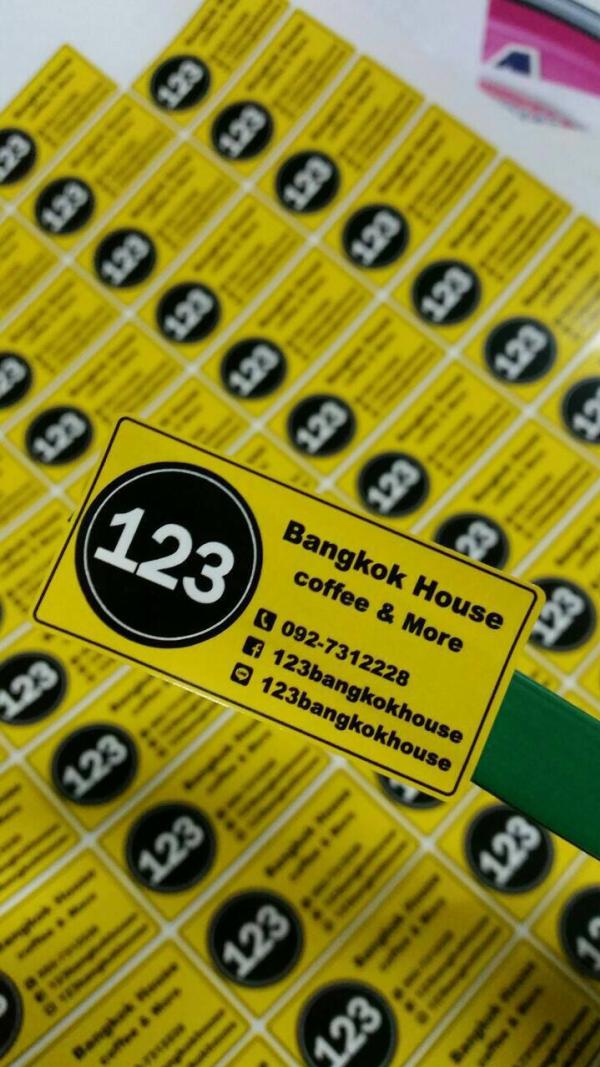 123
Bangkok House
coffee & More
092-7312228
123bangkokhouse
123bangkokhouse